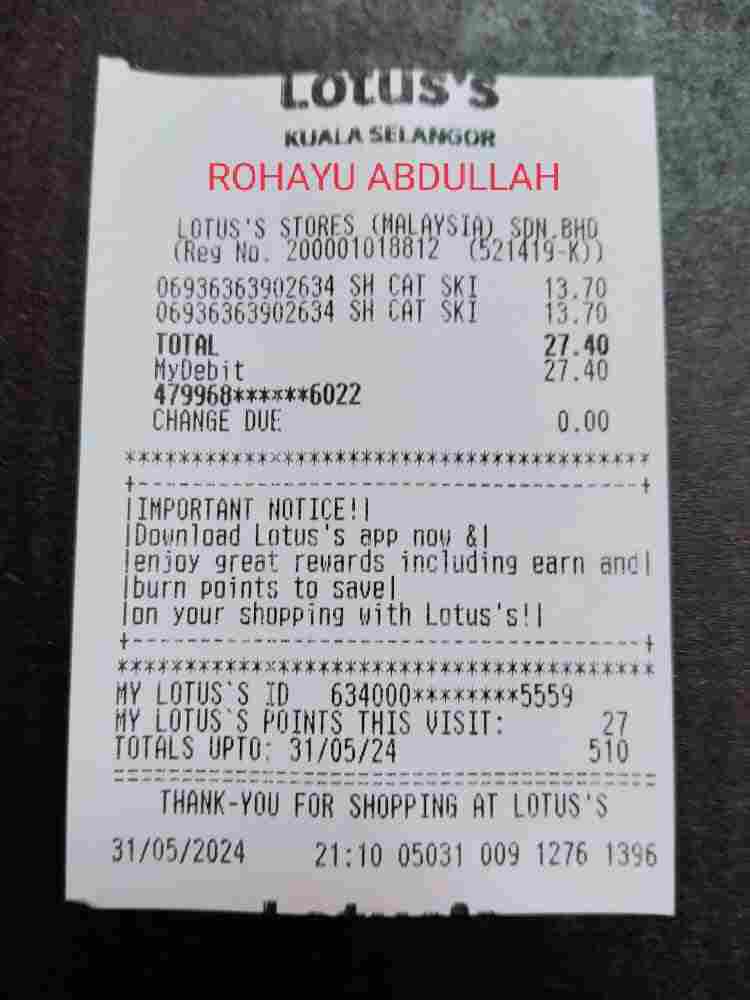 Lotus's
KUALA SELANGOR
ROHAYU ABDULLAH
LOTUS'S STORES (MALAYSIA) SDN.BHD
(Reg No. 200001018812 (521419-K))
06936363902634 SH CAT SKI 13.70
06936363902634 SH CAT SKI 13.70
TOTAL 27.40
MyDebit 27.40
479968******6022
CHANGE DUE 0.00
****************************************
+--------------------------------------+
|IMPORTANT NOTICE!|
|Download Lotus's app now &|
|enjoy great rewards including earn and|
|burn points to save|
|on your shopping with Lotus's!|
+--------------------------------------+
****************************************
MY LOTUS`S ID 634000********5559
MY LOTUS`S POINTS THIS VISIT: 27
TOTALS UPTO: 31/05/24 510
========================================
THANK-YOU FOR SHOPPING AT LOTUS'S
31/05/2024 21:10 05031 009 1276 1396